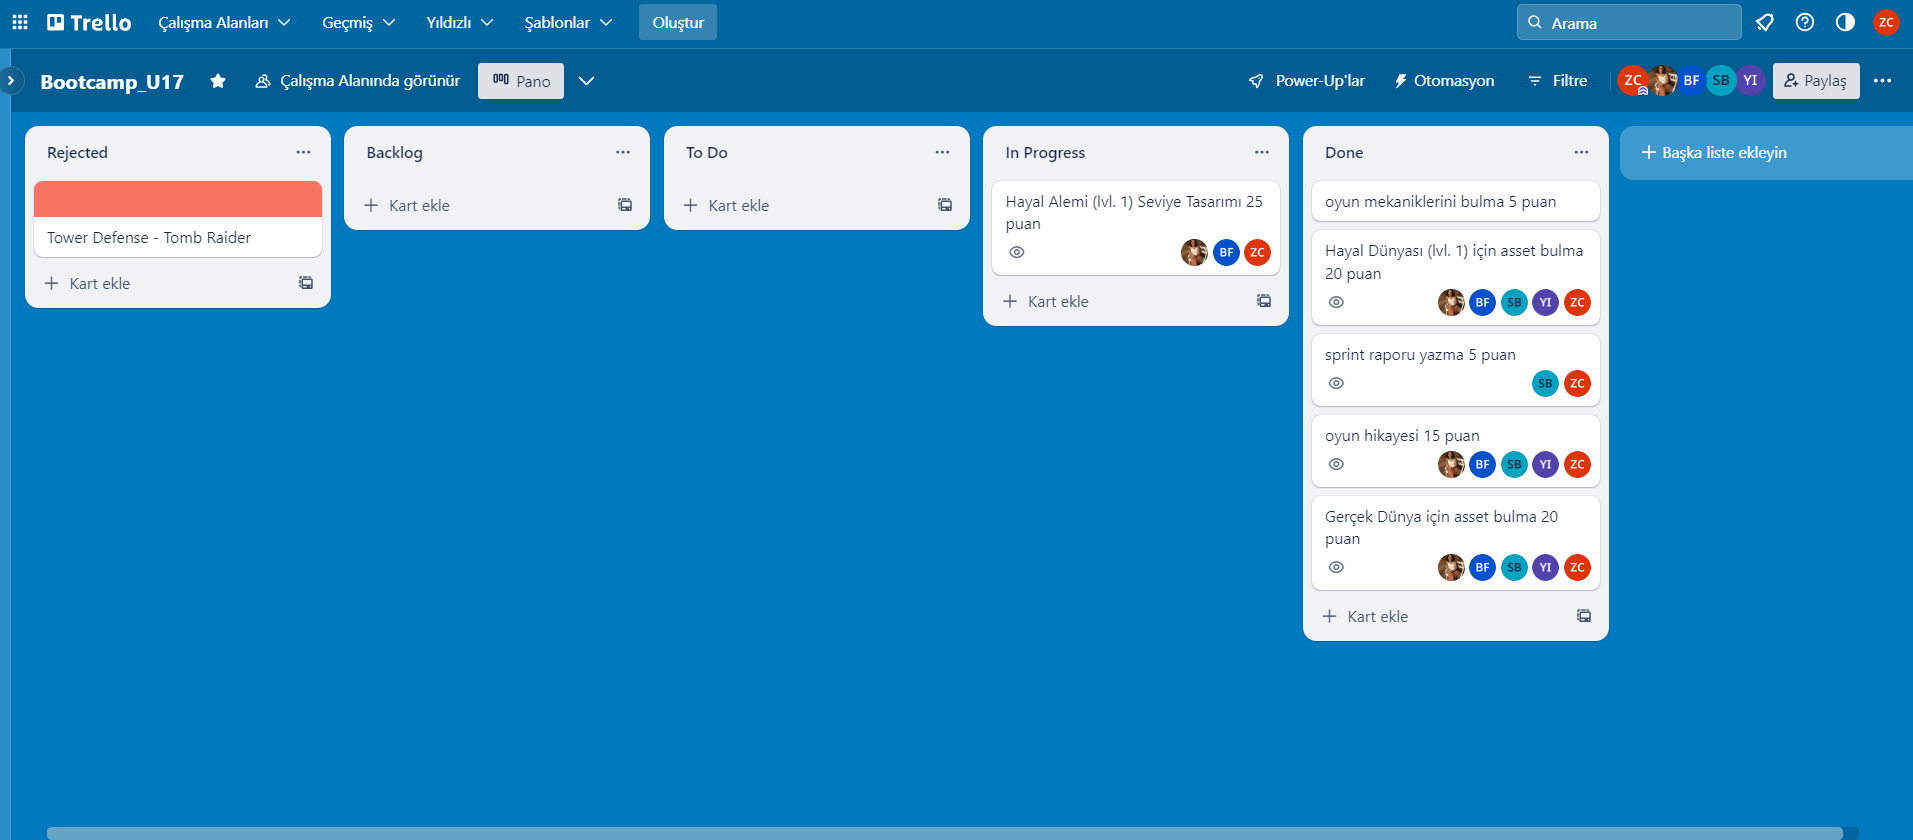 Trello Çalışma Alanları Geçmiş Yıldızlı Şablonlar Oluştur Arama ZC
Bootcamp_U17 Çalışma Alanında görünür Pano Power-Up'lar Otomasyon Filtre ZC BF SB YI Paylaş
Rejected
Tower Defense - Tomb Raider
Kart ekle
Backlog
Kart ekle
To Do
Kart ekle
In Progress
Hayal Alemi (lvl. 1) Seviye Tasarımı 25
puan
BF ZC
Kart ekle
Done
oyun mekaniklerini bulma 5 puan
Hayal Dünyası (lvl. 1) için asset bulma
20 puan
BF SB YI ZC
sprint raporu yazma 5 puan
SB ZC
oyun hikayesi 15 puan
BF SB YI ZC
Gerçek Dünya için asset bulma 20
puan
BF SB YI ZC
Kart ekle
Başka liste ekleyin